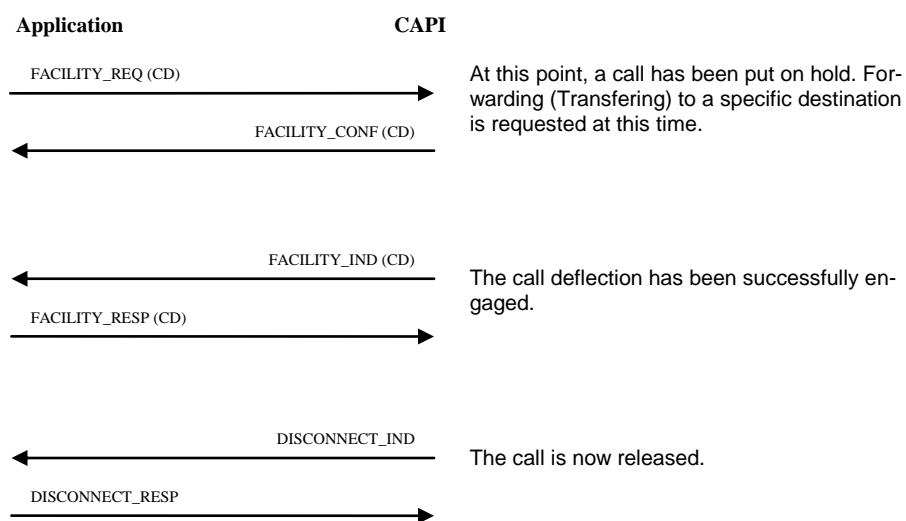 Application CAPI
FACILITY_REQ (CD)
At this point, a call has been put on hold. For-
warding (Transfering) to a specific destination
is requested at this time.
FACILITY_CONF (CD)
FACILITY_IND (CD)
The call deflection has been successfully en-
gaged.
FACILITY_RESP (CD)
DISCONNECT_IND
The call is now released.
DISCONNECT_RESP